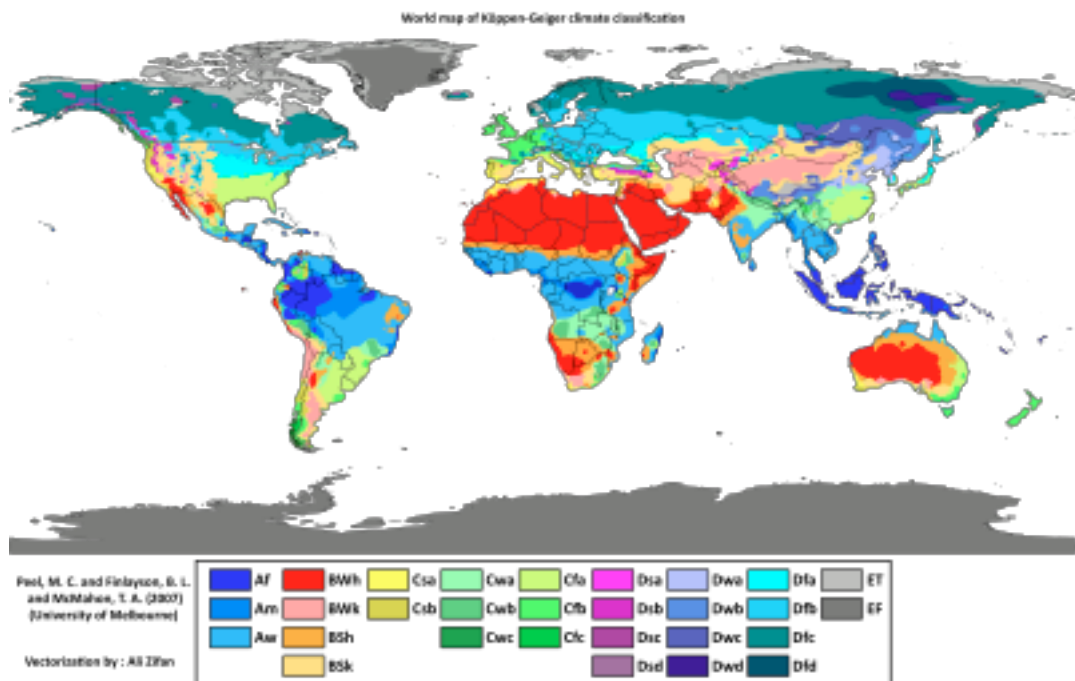 World map of Köppen-Geiger climate classification
Peel, M. C. and Finlayson, B. L.
and McMahon, T. A. (2007)
(University of Melbourne)
Vectorization by : Ali Zifan
Af BWh Csa Cwa Cfa Dsa Dwa Dfa ET
Am BWk Csb Cwb Cfb Dsb Dwb Dfb EF
Aw BSh Cwc Cfc Dsc Dwc Dfc
BSk Dsd Dwd Dfd